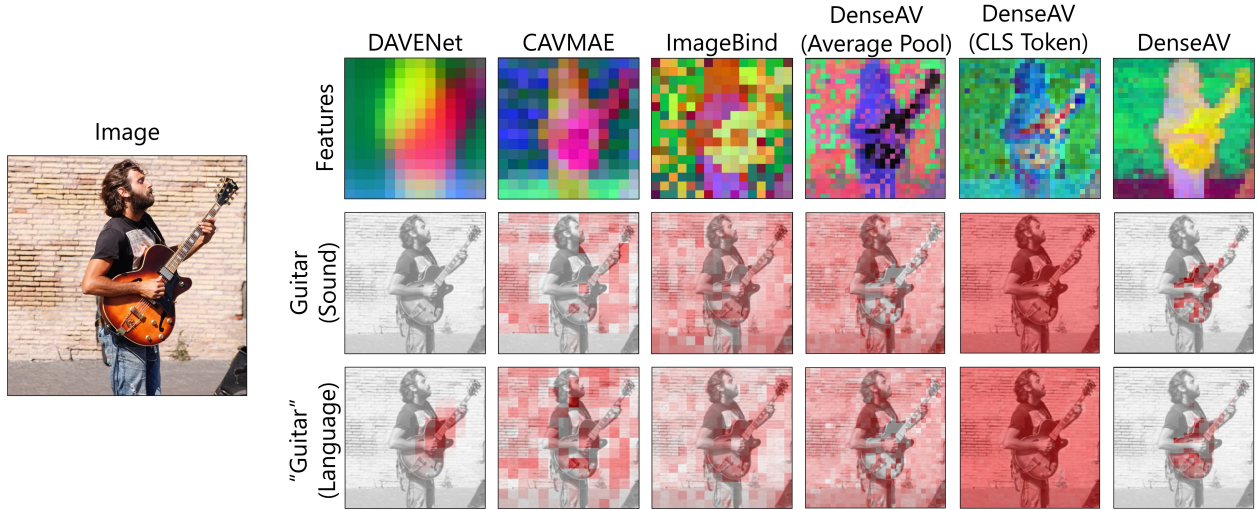 Image
DAVENet
CAVMAE
ImageBind
DenseAV
(Average Pool)
DenseAV
(CLS Token)
DenseAV
Features
Guitar
(Sound)
“Guitar”
(Language)